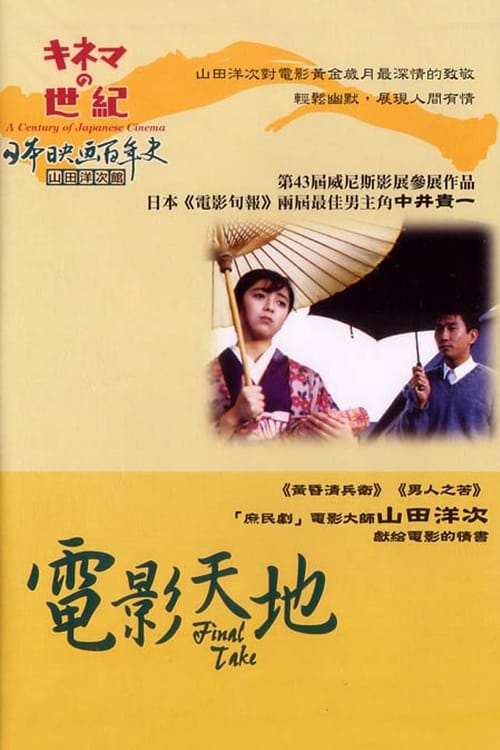 キネマ
の
世紀
A Century of Japanese Cinema
日本映画百年史
山田洋次館
山田洋次對電影黃金歲月最深情的致敬
輕鬆幽默，展現人間有情
第43屆威尼斯影展參展作品
日本《電影旬報》兩屆最佳男主角中井貴一
《黃昏清兵衛》《男人之苦》
「庶民劇」電影大師山田洋次
獻給電影的情書
電影天地
Final
Take